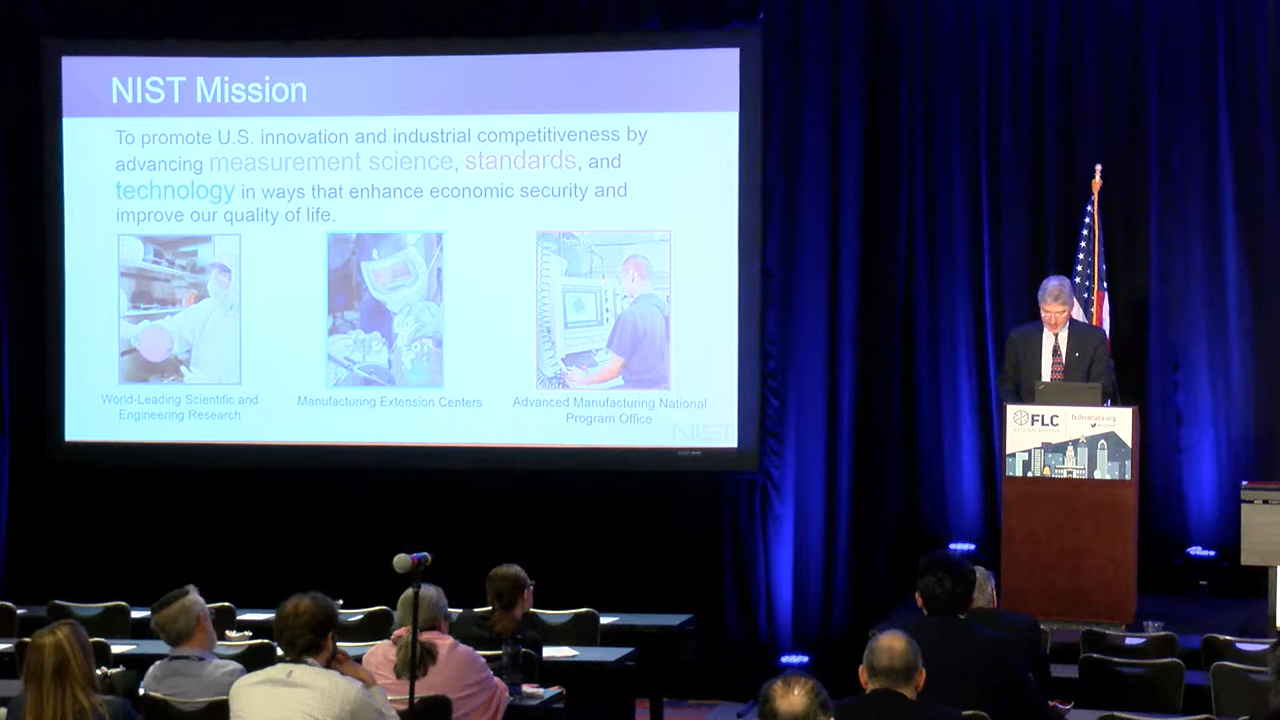 NIST Mission
To promote U.S. innovation and industrial competitiveness by
advancing measurement science, standards, and
technology in ways that enhance economic security and
improve our quality of life.
World-Leading Scientific and
Engineering Research
Manufacturing Extension Centers
Advanced Manufacturing National
Program Office
NIST
FLC
NATIONAL MEETING
federallabs.org